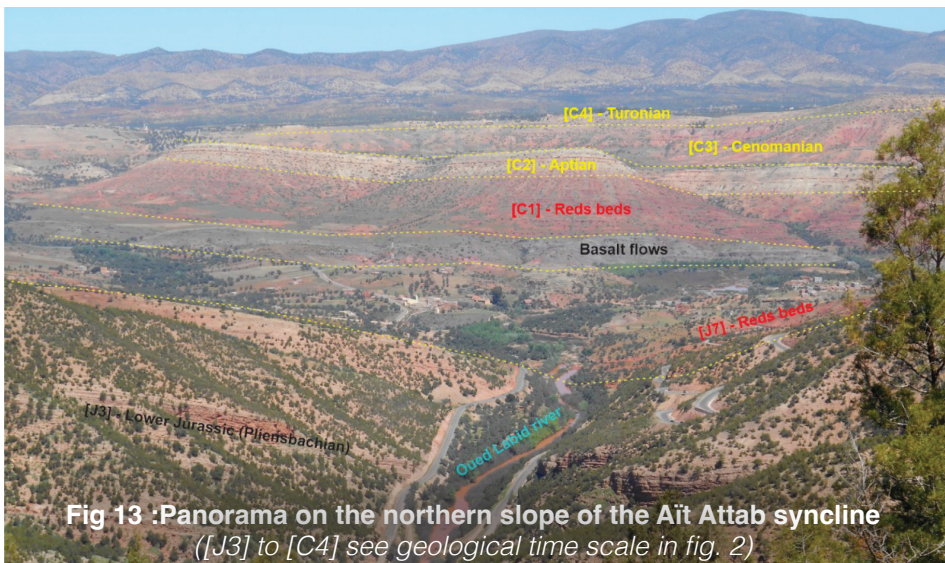 [C4] - Turonian
[C3] - Cenomanian
[C2] - Aptian
[C1] - Reds beds
Basalt flows
[J7] - Reds beds
[J3] - Lower Jurassic (Pliensbachian)
Oued Labid river
Fig 13 :Panorama on the northern slope of the Aït Attab syncline
([J3] to [C4] see geological time scale in fig. 2)